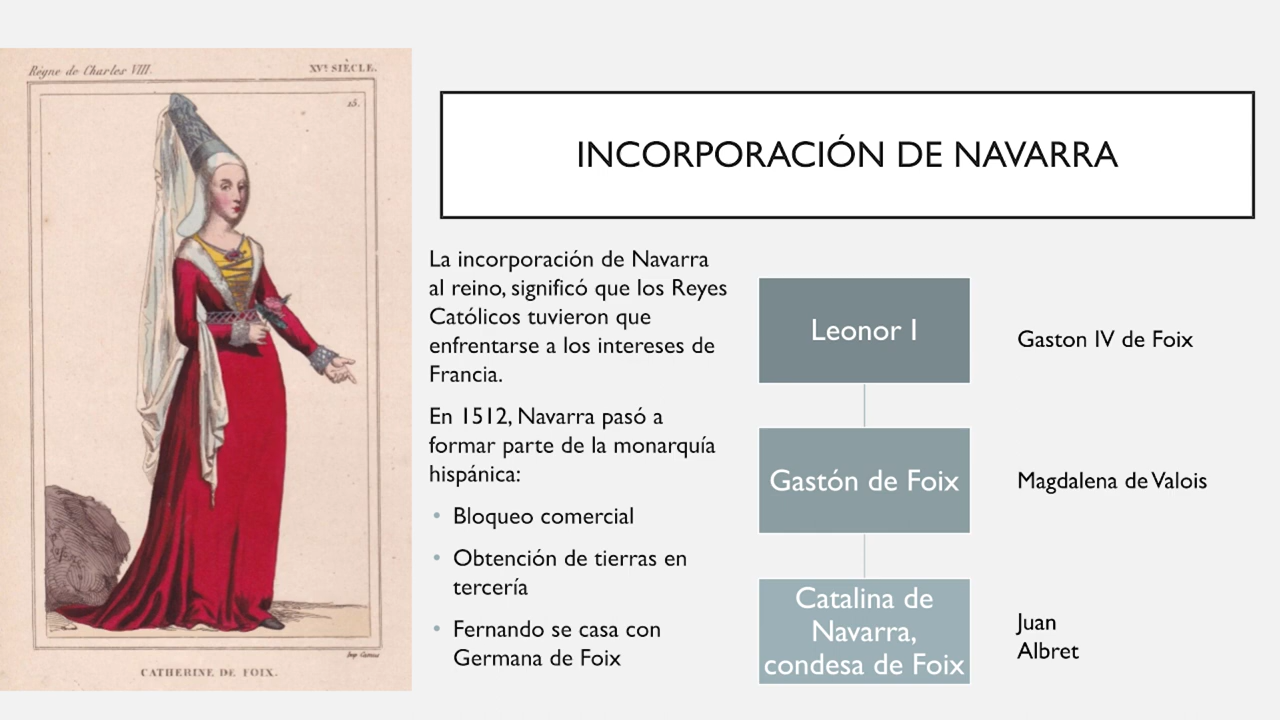 Règne de Charles VIII.
XVe SIÈCLE.
15.
CATHERINE DE FOIX.
INCORPORACIÓN DE NAVARRA
La incorporación de Navarra
al reino, significó que los Reyes
Católicos tuvieron que
enfrentarse a los intereses de
Francia.
En 1512, Navarra pasó a
formar parte de la monarquía
hispánica:
• Bloqueo comercial
• Obtención de tierras en
tercería
• Fernando se casa con
Germana de Foix
Leonor I
Gaston IV de Foix
Gastón de Foix
Magdalena de Valois
Catalina de
Navarra,
condesa de Foix
Juan
Albret